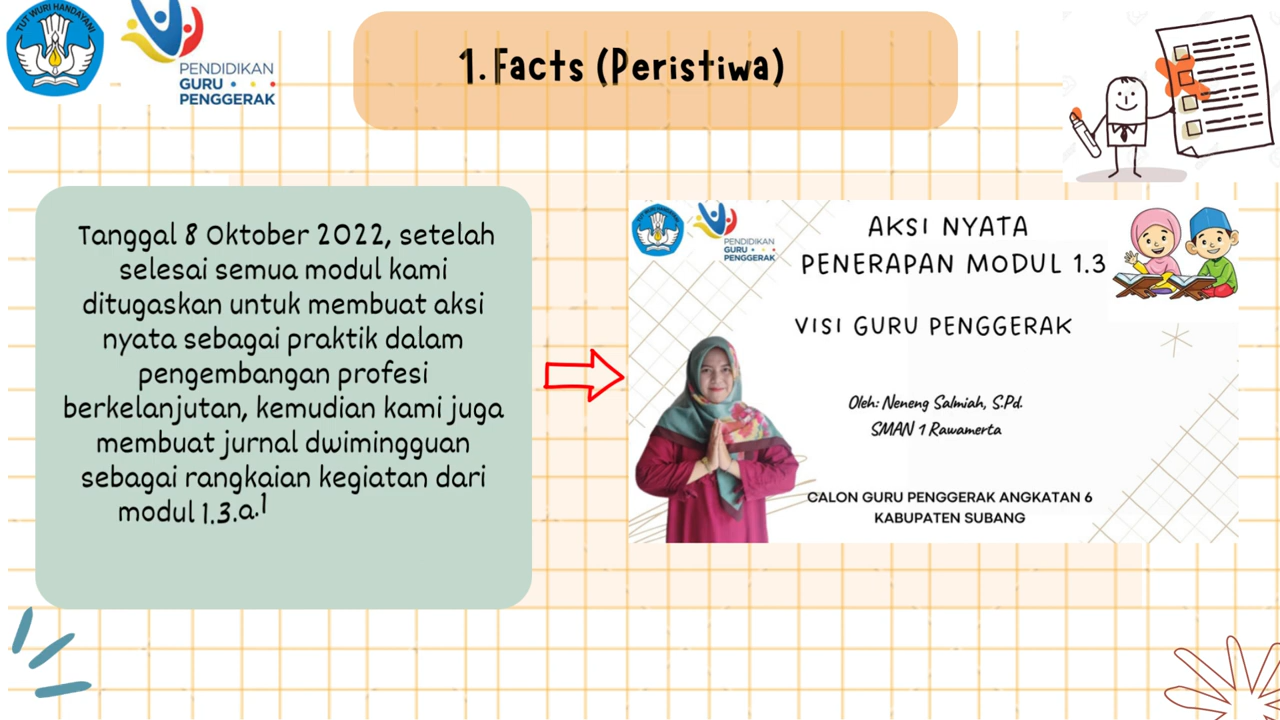 TUT WURI HANDAYANI
PENDIDIKAN
GURU
PENGGERAK
1. Facts (Peristiwa)
Tanggal 8 Oktober 2022, setelah
selesai semua modul kami
ditugaskan untuk membuat aksi
nyata sebagai praktik dalam
pengembangan profesi
berkelanjutan, kemudian kami juga
membuat jurnal dwimingguan
sebagai rangkaian kegiatan dari
modul 1.3.a.1
TUT WURI HANDAYANI
PENDIDIKAN
GURU
PENGGERAK
AKSI NYATA
PENERAPAN MODUL 1.3
VISI GURU PENGGERAK
Oleh: Neneng Salmiah, S.Pd.
SMAN 1 Rawamerta
CALON GURU PENGGERAK ANGKATAN 6
KABUPATEN SUBANG